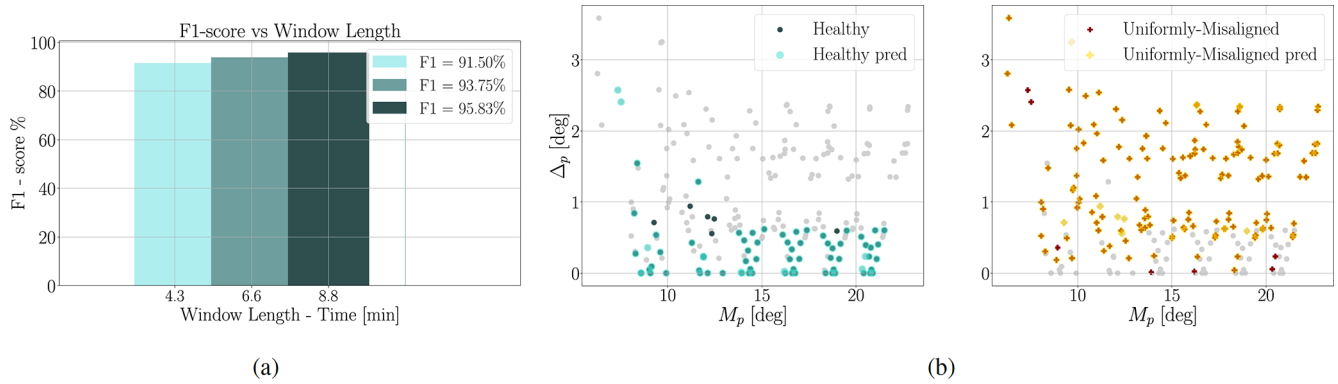 F1-score vs Window Length
F1 - score %
100
80
60
40
20
0
F1 = 91.50%
F1 = 93.75%
F1 = 95.83%
4.3 6.6 8.8
Window Length - Time [min]
(a)
Δp [deg]
3
2
1
0
Healthy
Healthy pred
10 15 20
Mp [deg]
3
2
1
0
Uniformly-Misaligned
Uniformly-Misaligned pred
10 15 20
Mp [deg]
(b)